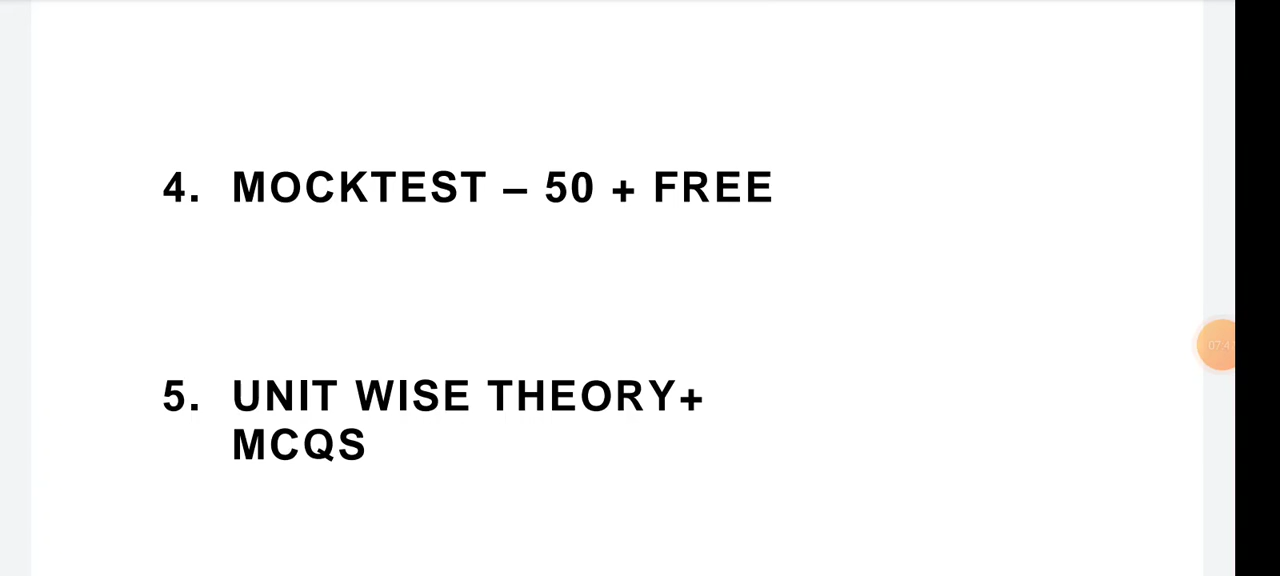 4. MOCKTEST – 50 + FREE
5. UNIT WISE THEORY+
MCQS